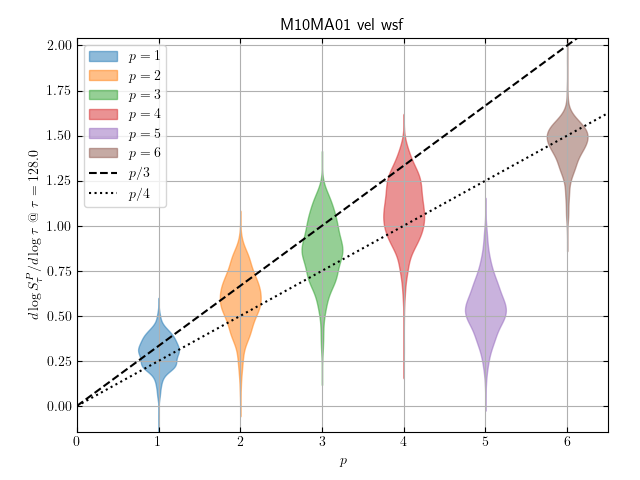 M10MA01 vel wsf
d log S_τ^P / d log τ @ τ = 128.0
2.00
1.75
1.50
1.25
1.00
0.75
0.50
0.25
0.00
p = 1
p = 2
p = 3
p = 4
p = 5
p = 6
p/3
p/4
0 1 2 3 4 5 6
p